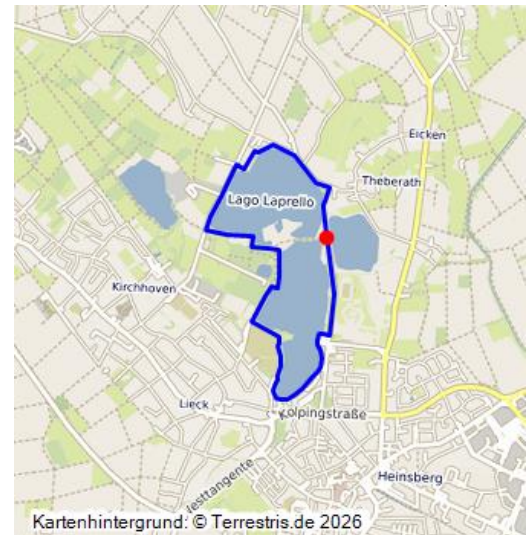 Eicken
Theberath
Lago Laprello
Kirchhoven
Lieck
Kolpingstraße
Heinsberg
Kartenhintergrund: © Terrestris.de 2026